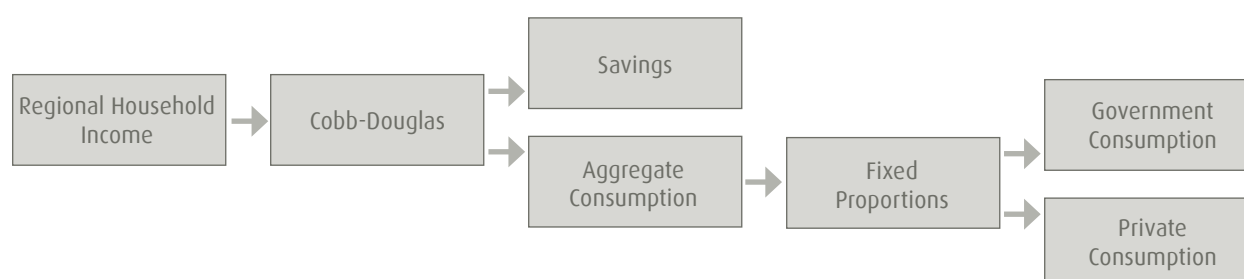 Regional Household
Income
Cobb-Douglas
Savings
Aggregate
Consumption
Fixed
Proportions
Government
Consumption
Private
Consumption